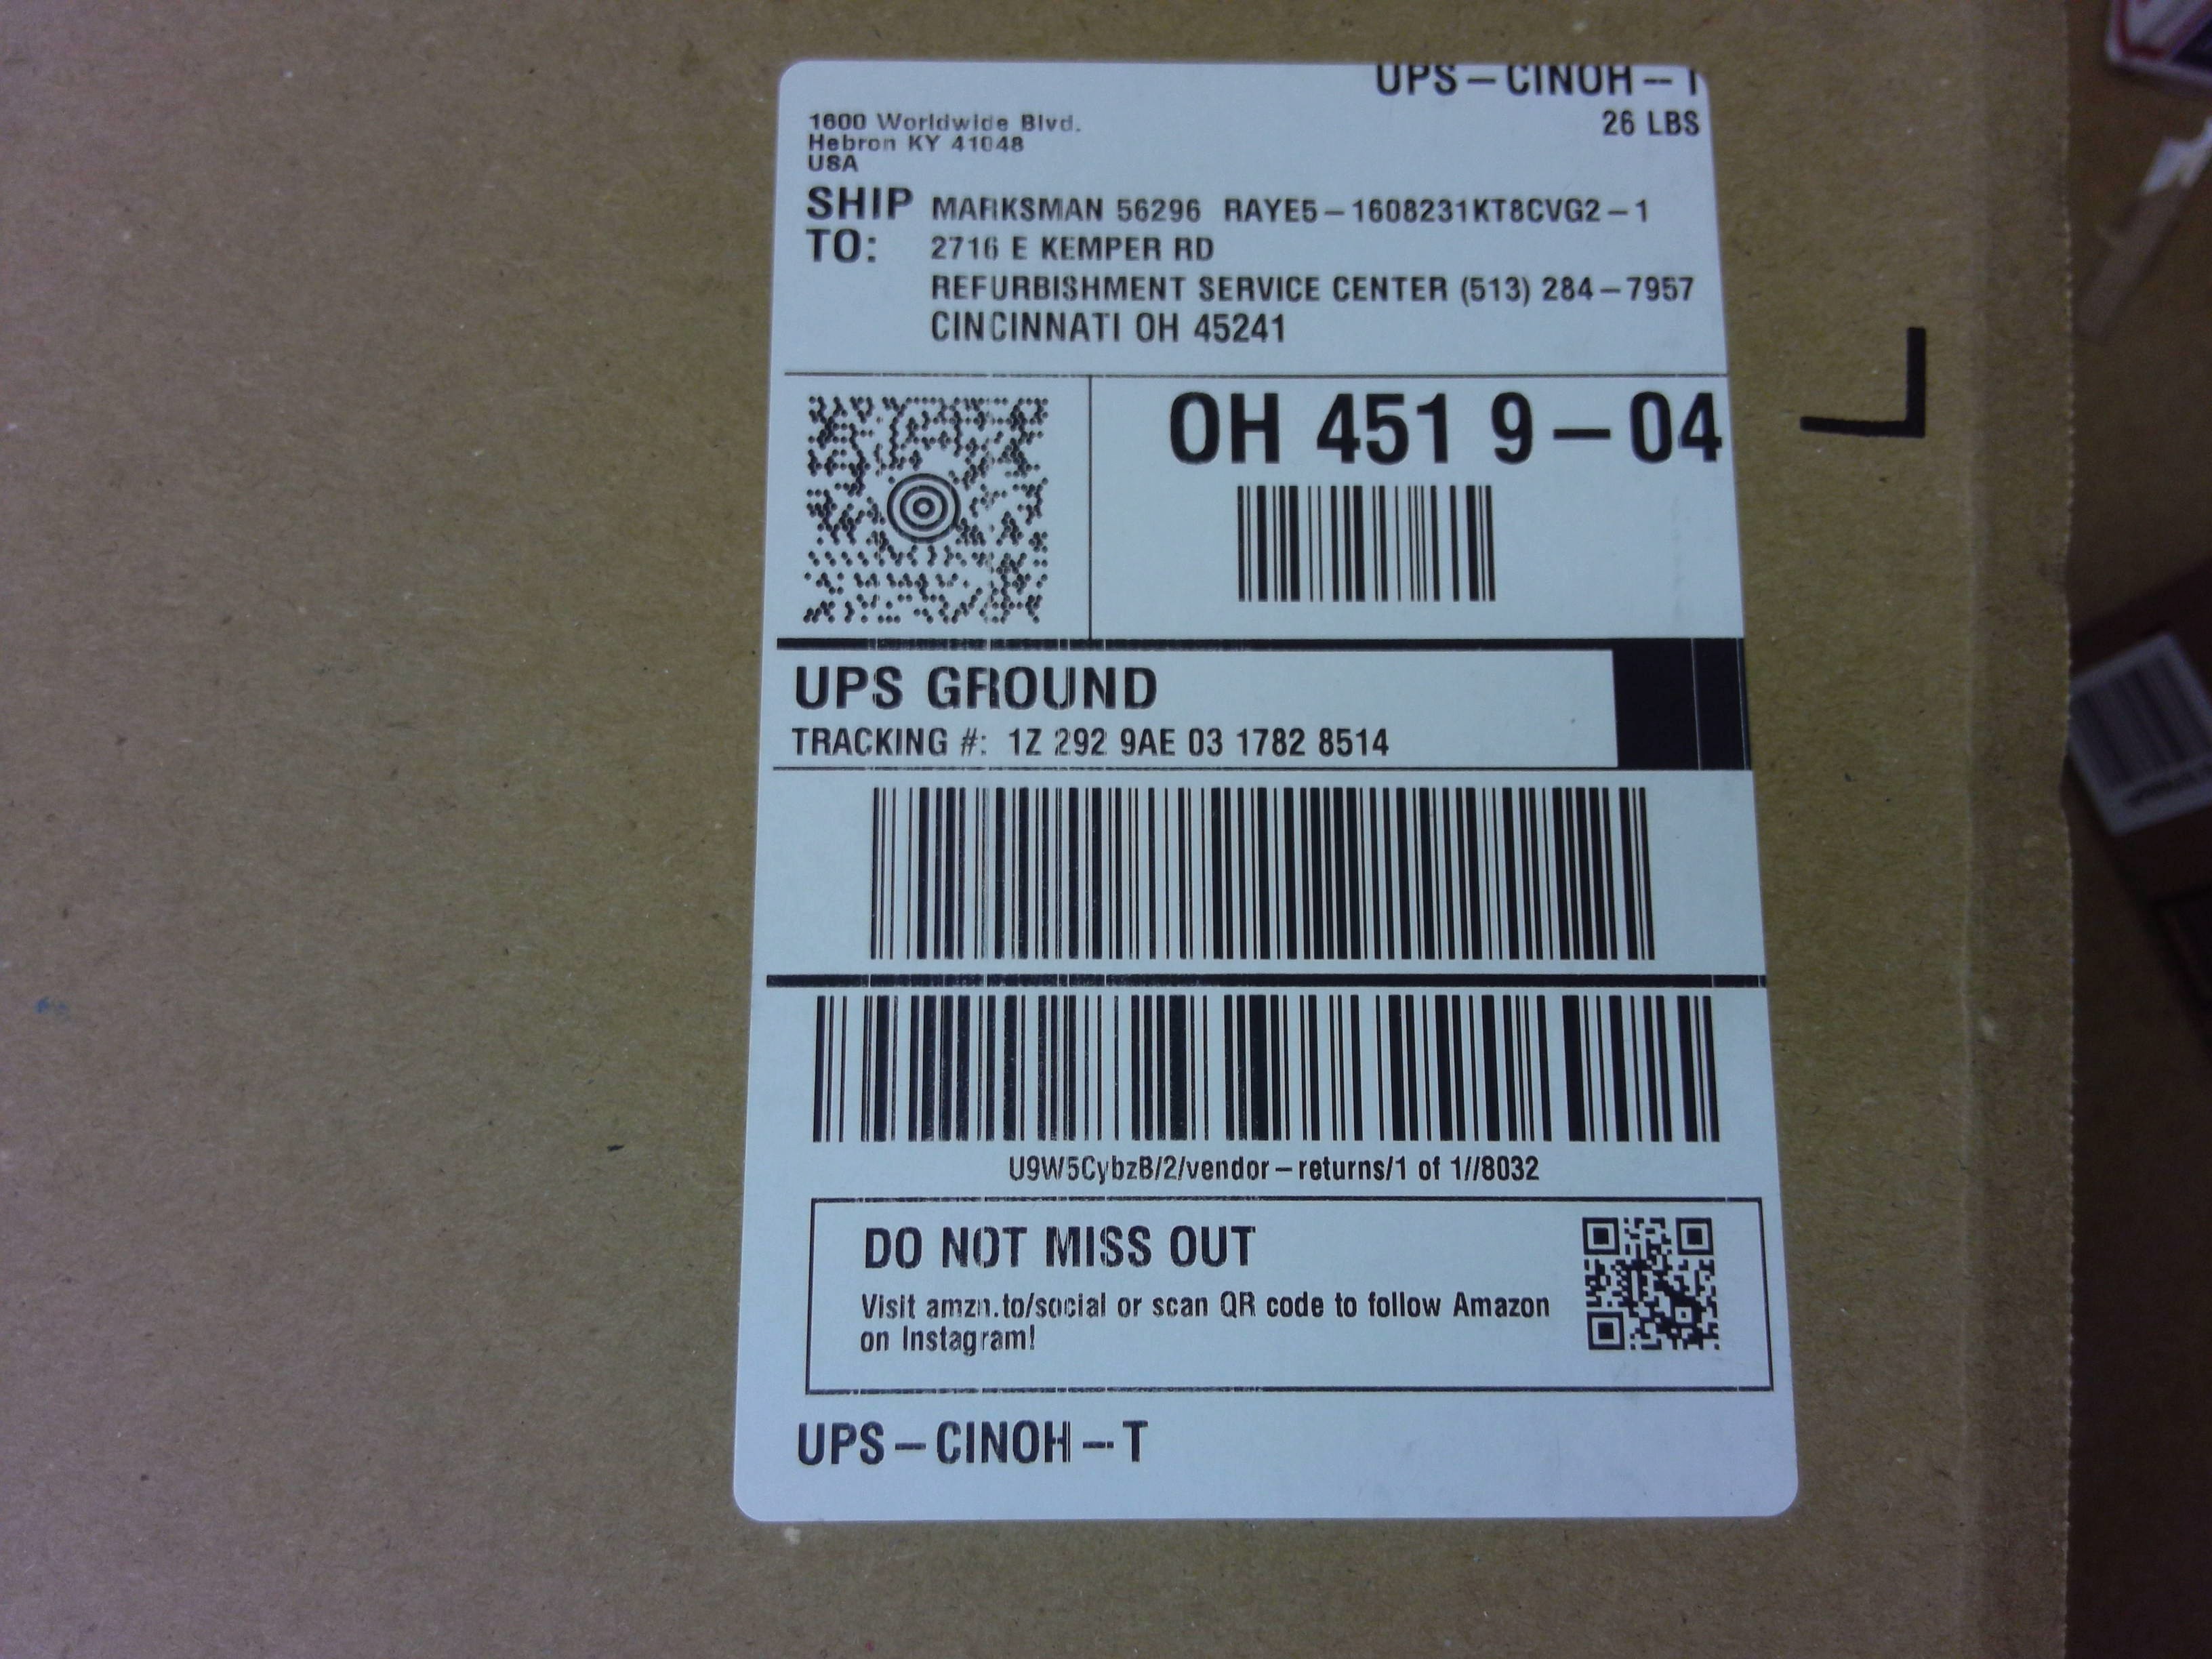 UPS – CINOH –
26 LBS
1600 Worldwide Blvd.
Hebron KY 41048
USA
SHIP TO: MARKSMAN 56296 RAYE5–1608231KT8CVG2–1
2716 E KEMPER RD
REFURBISHMENT SERVICE CENTER (513) 284–7957
CINCINNATI OH 45241
OH 451 9 – 04
UPS GROUND
TRACKING #: 1Z 292 9AE 03 1782 8514
U9W5CybzB/2/vendor–returns/1 of 1//8032
DO NOT MISS OUT
Visit amzn.to/social or scan QR code to follow Amazon
on Instagram!
UPS – CINOH – T